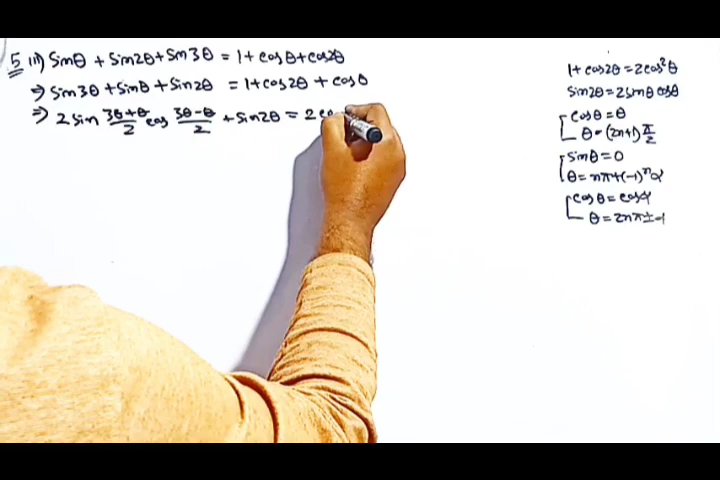 5 iii) sinθ + sin2θ + sin3θ = 1 + cosθ + cos2θ
⇒ sin3θ + sinθ + sin2θ = 1 + cos2θ + cosθ
⇒ 2 sin (3θ+θ)/2 cos (3θ-θ)/2 + sin2θ = 2 co
1 + cos2θ = 2cos²θ
sin2θ = 2sinθ cosθ
cosθ = θ
θ = (2n+1) π/2
sinθ = 0
θ = nπ + (-1)ⁿ α
cosθ = cosα
θ = 2nπ ±